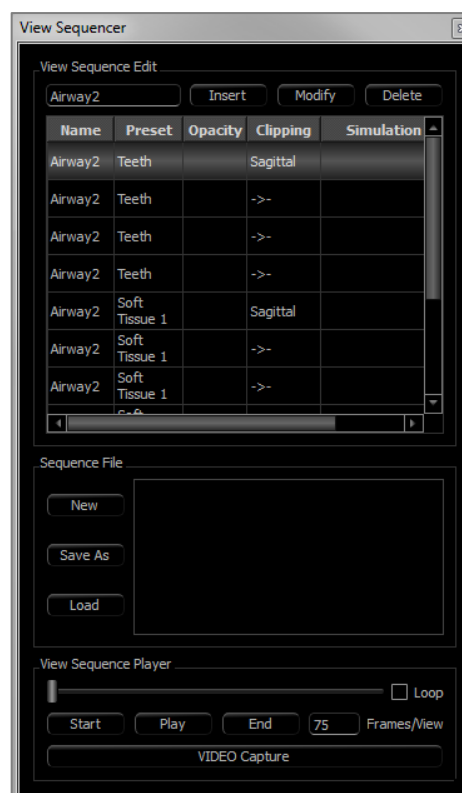 View Sequencer
View Sequence Edit
Airway2 Insert Modify Delete
Name Preset Opacity Clipping Simulation
Airway2 Teeth Sagittal
Airway2 Teeth ->-
Airway2 Teeth ->-
Airway2 Teeth ->-
Airway2 Soft Tissue 1 Sagittal
Airway2 Soft Tissue 1 ->-
Airway2 Soft Tissue 1 ->-
Sequence File
New
Save As
Load
View Sequence Player
Loop
Start Play End 75 Frames/View
VIDEO Capture